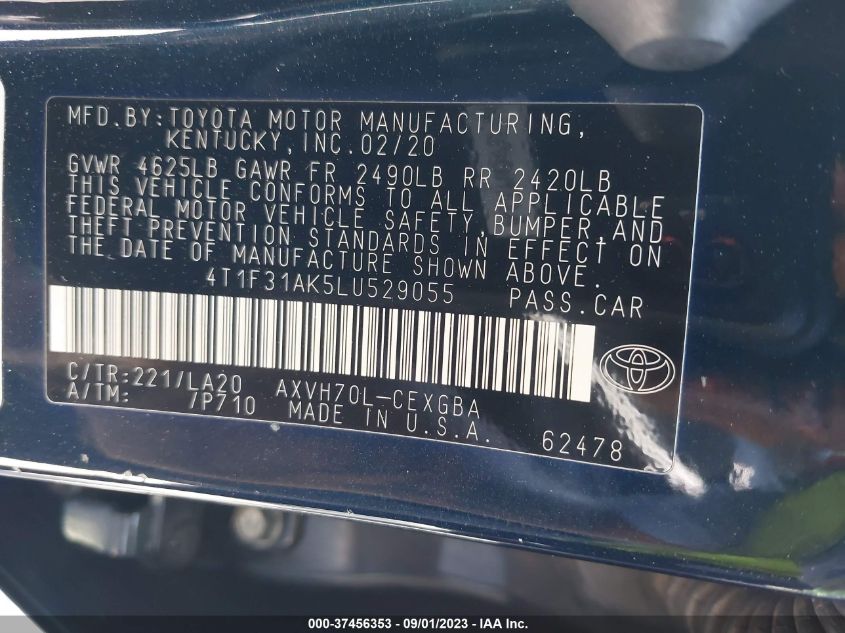 MFD.BY:TOYOTA MOTOR MANUFACTURING,
KENTUCKY, INC. 02/20
GVWR 4625LB GAWR FR 2490LB RR 2420LB
THIS VEHICLE CONFORMS TO ALL APPLICABLE
FEDERAL MOTOR VEHICLE SAFETY, BUMPER, AND
THEFT PREVENTION STANDARDS IN EFFECT ON
THE DATE OF MANUFACTURE SHOWN ABOVE.
4T1F31AK5LU529055 PASS.CAR
C/TR:221/LA20 AXVH70L-CEXGBA
A/TM: 7P710 MADE IN U.S.A.
62478
000-37456353 - 09/01/2023 - IAA Inc.